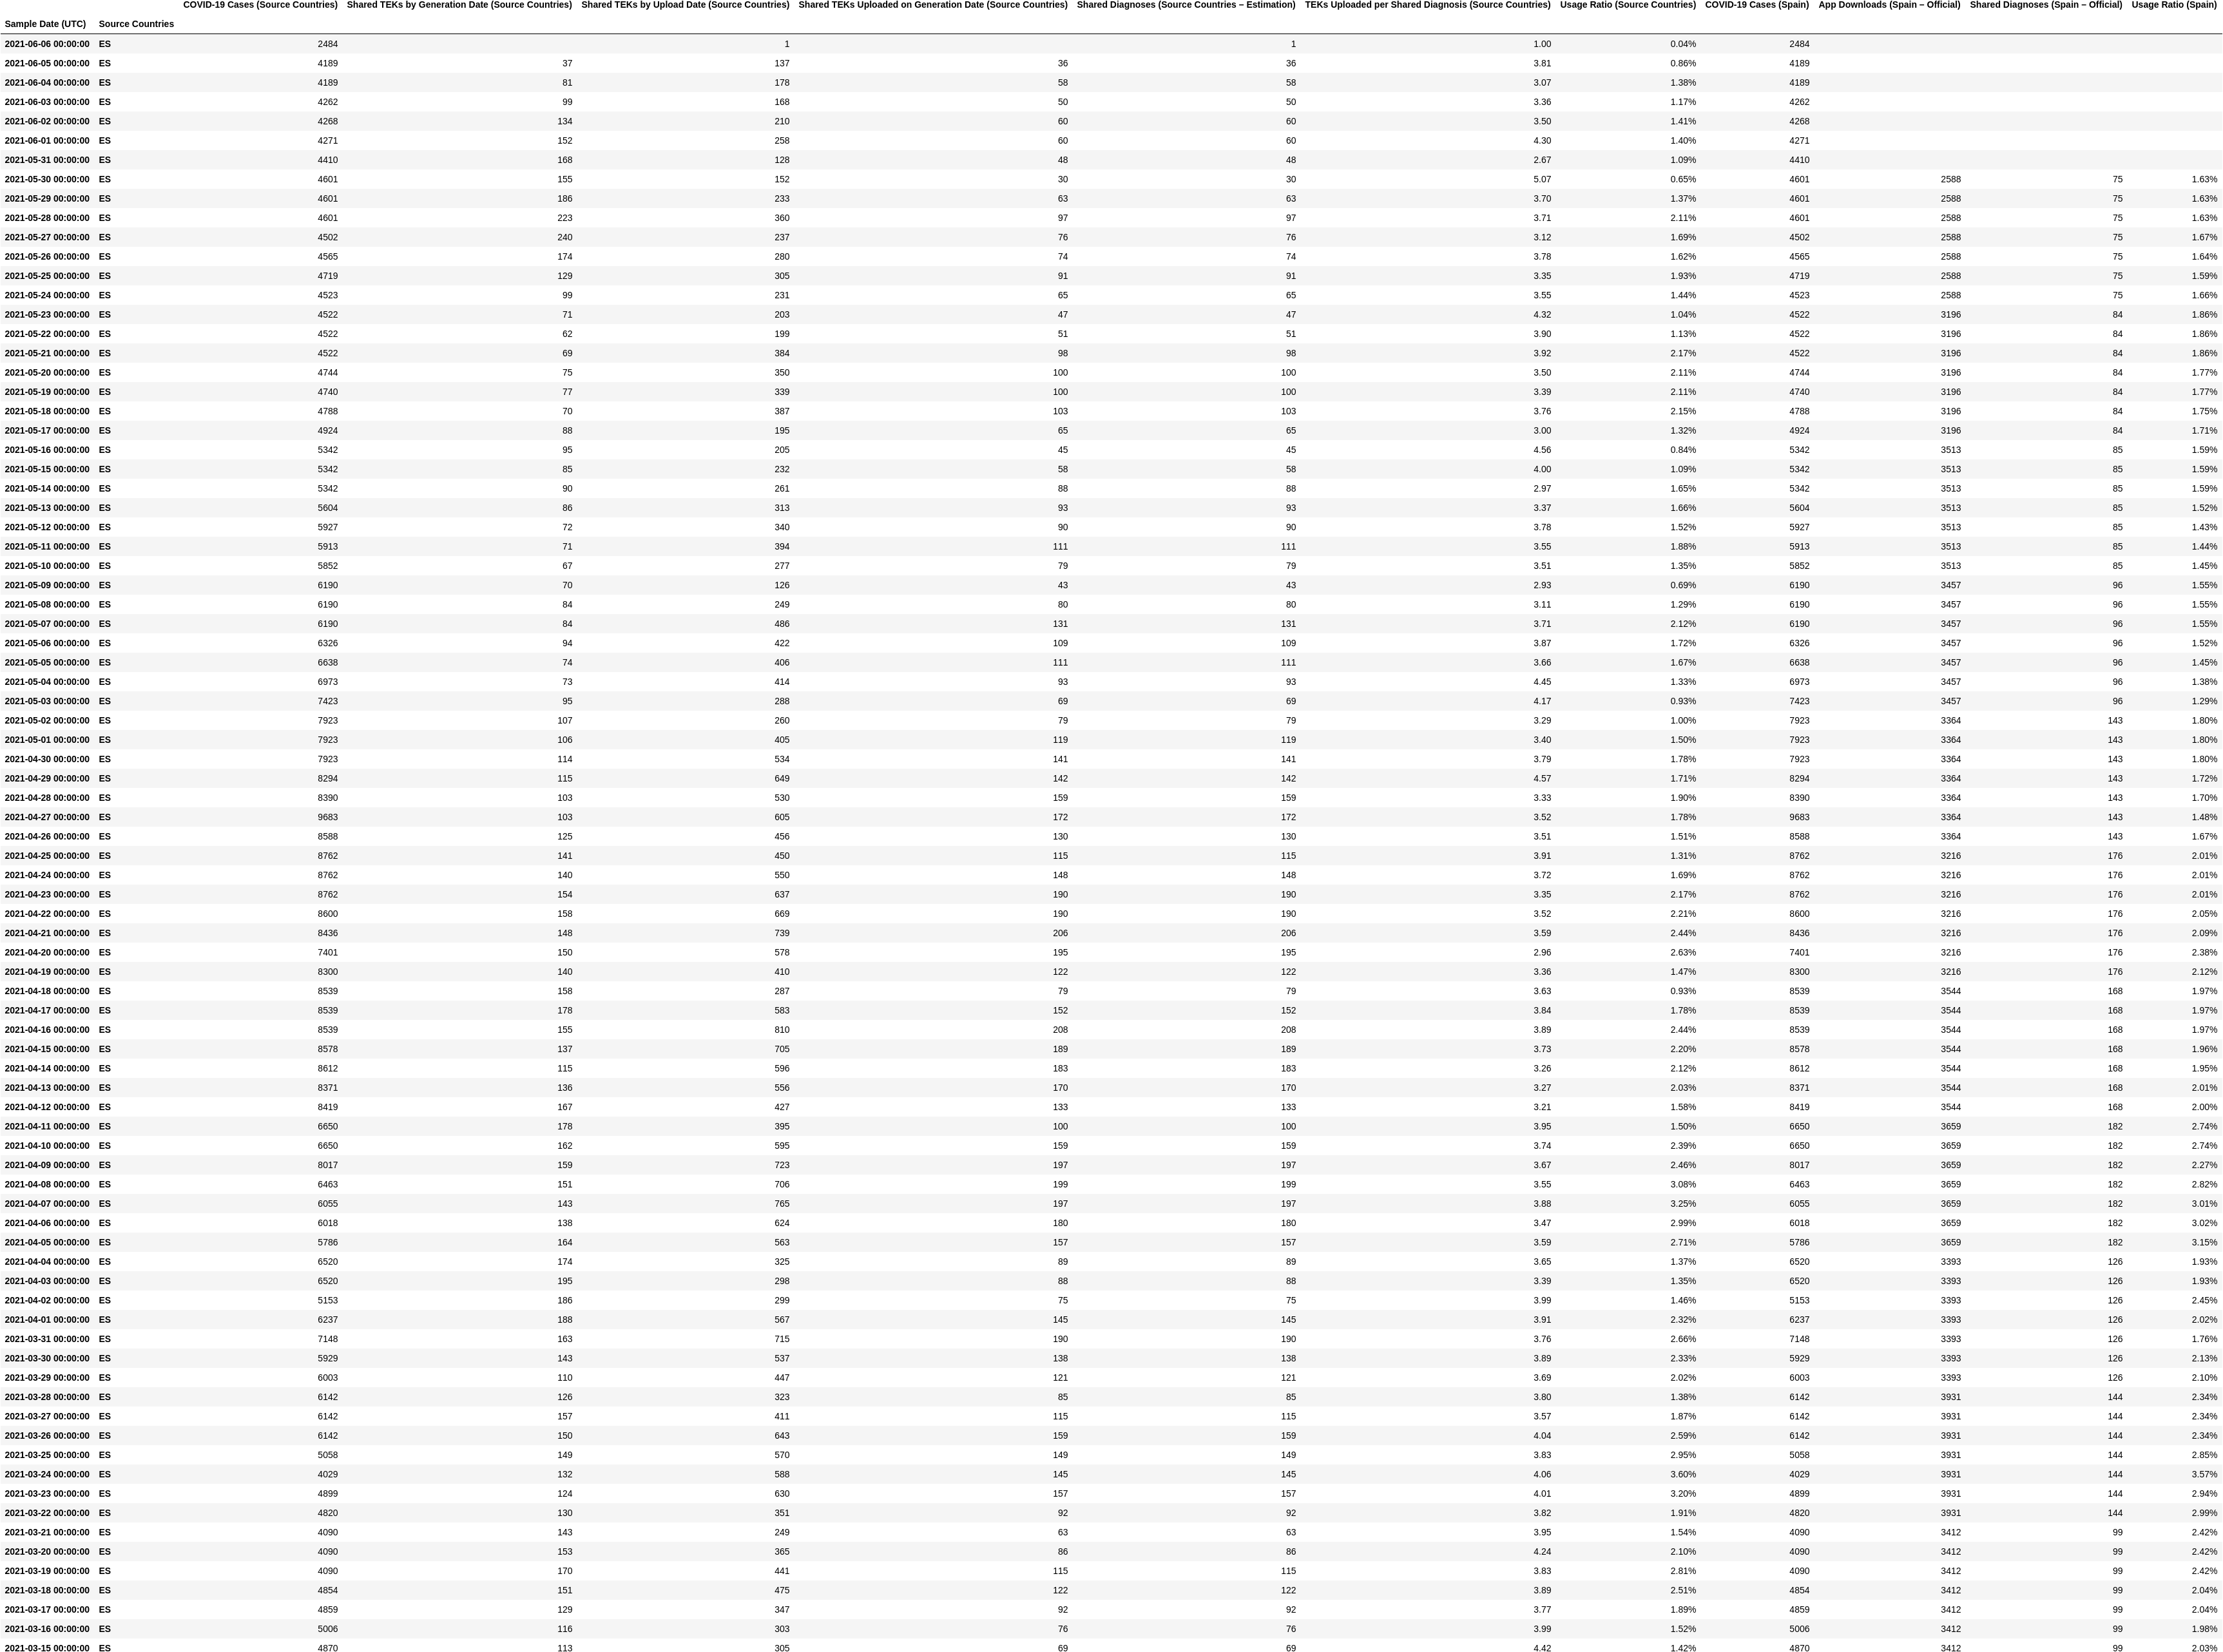 COVID-19 Cases (Source Countries) Shared TEKs by Generation Date (Source Countries) Shared TEKs by Upload Date (Source Countries) Shared TEKs Uploaded on Generation Date (Source Countries) Shared Diagnoses (Source Countries – Estimation) TEKs Uploaded per Shared Diagnosis (Source Countries) Usage Ratio (Source Countries) COVID-19 Cases (Spain) App Downloads (Spain – Official) Shared Diagnoses (Spain – Official) Usage Ratio (Spain)
Sample Date (UTC) Source Countries
2021-06-06 00:00:00 ES 2484 1 1 1.00 0.04% 2484
2021-06-05 00:00:00 ES 4189 37 137 36 36 3.81 0.86% 4189
2021-06-04 00:00:00 ES 4189 81 178 58 58 3.07 1.38% 4189
2021-06-03 00:00:00 ES 4262 99 168 50 50 3.36 1.17% 4262
2021-06-02 00:00:00 ES 4268 134 210 60 60 3.50 1.41% 4268
2021-06-01 00:00:00 ES 4271 152 258 60 60 4.30 1.40% 4271
2021-05-31 00:00:00 ES 4410 168 128 48 48 2.67 1.09% 4410
2021-05-30 00:00:00 ES 4601 155 152 30 30 5.07 0.65% 4601 2588 75 1.63%
2021-05-29 00:00:00 ES 4601 186 233 63 63 3.70 1.37% 4601 2588 75 1.63%
2021-05-28 00:00:00 ES 4601 223 360 97 97 3.71 2.11% 4601 2588 75 1.63%
2021-05-27 00:00:00 ES 4502 240 237 76 76 3.12 1.69% 4502 2588 75 1.67%
2021-05-26 00:00:00 ES 4565 174 280 74 74 3.78 1.62% 4565 2588 75 1.64%
2021-05-25 00:00:00 ES 4719 129 305 91 91 3.35 1.93% 4719 2588 75 1.59%
2021-05-24 00:00:00 ES 4523 99 231 65 65 3.55 1.44% 4523 2588 75 1.66%
2021-05-23 00:00:00 ES 4522 71 203 47 47 4.32 1.04% 4522 3196 84 1.86%
2021-05-22 00:00:00 ES 4522 62 199 51 51 3.90 1.13% 4522 3196 84 1.86%
2021-05-21 00:00:00 ES 4522 69 384 98 98 3.92 2.17% 4522 3196 84 1.86%
2021-05-20 00:00:00 ES 4744 75 350 100 100 3.50 2.11% 4744 3196 84 1.77%
2021-05-19 00:00:00 ES 4740 77 339 100 100 3.39 2.11% 4740 3196 84 1.77%
2021-05-18 00:00:00 ES 4788 70 387 103 103 3.76 2.15% 4788 3196 84 1.75%
2021-05-17 00:00:00 ES 4924 88 195 65 65 3.00 1.32% 4924 3196 84 1.71%
2021-05-16 00:00:00 ES 5342 95 205 45 45 4.56 0.84% 5342 3513 85 1.59%
2021-05-15 00:00:00 ES 5342 85 232 58 58 4.00 1.09% 5342 3513 85 1.59%
2021-05-14 00:00:00 ES 5342 90 261 88 88 2.97 1.65% 5342 3513 85 1.59%
2021-05-13 00:00:00 ES 5604 86 313 93 93 3.37 1.66% 5604 3513 85 1.52%
2021-05-12 00:00:00 ES 5927 72 340 90 90 3.78 1.52% 5927 3513 85 1.43%
2021-05-11 00:00:00 ES 5913 71 394 111 111 3.55 1.88% 5913 3513 85 1.44%
2021-05-10 00:00:00 ES 5852 67 277 79 79 3.51 1.35% 5852 3513 85 1.45%
2021-05-09 00:00:00 ES 6190 70 126 43 43 2.93 0.69% 6190 3457 96 1.55%
2021-05-08 00:00:00 ES 6190 84 249 80 80 3.11 1.29% 6190 3457 96 1.55%
2021-05-07 00:00:00 ES 6190 84 486 131 131 3.71 2.12% 6190 3457 96 1.55%
2021-05-06 00:00:00 ES 6326 94 422 109 109 3.87 1.72% 6326 3457 96 1.52%
2021-05-05 00:00:00 ES 6638 74 406 111 111 3.66 1.67% 6638 3457 96 1.45%
2021-05-04 00:00:00 ES 6973 73 414 93 93 4.45 1.33% 6973 3457 96 1.38%
2021-05-03 00:00:00 ES 7423 95 288 69 69 4.17 0.93% 7423 3457 96 1.29%
2021-05-02 00:00:00 ES 7923 107 260 79 79 3.29 1.00% 7923 3364 143 1.80%
2021-05-01 00:00:00 ES 7923 106 405 119 119 3.40 1.50% 7923 3364 143 1.80%
2021-04-30 00:00:00 ES 7923 114 534 141 141 3.79 1.78% 7923 3364 143 1.80%
2021-04-29 00:00:00 ES 8294 115 649 142 142 4.57 1.71% 8294 3364 143 1.72%
2021-04-28 00:00:00 ES 8390 103 530 159 159 3.33 1.90% 8390 3364 143 1.70%
2021-04-27 00:00:00 ES 9683 103 605 172 172 3.52 1.78% 9683 3364 143 1.48%
2021-04-26 00:00:00 ES 8588 125 456 130 130 3.51 1.51% 8588 3364 143 1.67%
2021-04-25 00:00:00 ES 8762 141 450 115 115 3.91 1.31% 8762 3216 176 2.01%
2021-04-24 00:00:00 ES 8762 140 550 148 148 3.72 1.69% 8762 3216 176 2.01%
2021-04-23 00:00:00 ES 8762 154 637 190 190 3.35 2.17% 8762 3216 176 2.01%
2021-04-22 00:00:00 ES 8600 158 669 190 190 3.52 2.21% 8600 3216 176 2.05%
2021-04-21 00:00:00 ES 8436 148 739 206 206 3.59 2.44% 8436 3216 176 2.09%
2021-04-20 00:00:00 ES 7401 150 578 195 195 2.96 2.63% 7401 3216 176 2.38%
2021-04-19 00:00:00 ES 8300 140 410 122 122 3.36 1.47% 8300 3216 176 2.12%
2021-04-18 00:00:00 ES 8539 158 287 79 79 3.63 0.93% 8539 3544 168 1.97%
2021-04-17 00:00:00 ES 8539 178 583 152 152 3.84 1.78% 8539 3544 168 1.97%
2021-04-16 00:00:00 ES 8539 155 810 208 208 3.89 2.44% 8539 3544 168 1.97%
2021-04-15 00:00:00 ES 8578 137 705 189 189 3.73 2.20% 8578 3544 168 1.96%
2021-04-14 00:00:00 ES 8612 115 596 183 183 3.26 2.12% 8612 3544 168 1.95%
2021-04-13 00:00:00 ES 8371 136 556 170 170 3.27 2.03% 8371 3544 168 2.01%
2021-04-12 00:00:00 ES 8419 167 427 133 133 3.21 1.58% 8419 3544 168 2.00%
2021-04-11 00:00:00 ES 6650 178 395 100 100 3.95 1.50% 6650 3659 182 2.74%
2021-04-10 00:00:00 ES 6650 162 595 159 159 3.74 2.39% 6650 3659 182 2.74%
2021-04-09 00:00:00 ES 8017 159 723 197 197 3.67 2.46% 8017 3659 182 2.27%
2021-04-08 00:00:00 ES 6463 151 706 199 199 3.55 3.08% 6463 3659 182 2.82%
2021-04-07 00:00:00 ES 6055 143 765 197 197 3.88 3.25% 6055 3659 182 3.01%
2021-04-06 00:00:00 ES 6018 138 624 180 180 3.47 2.99% 6018 3659 182 3.02%
2021-04-05 00:00:00 ES 5786 164 563 157 157 3.59 2.71% 5786 3659 182 3.15%
2021-04-04 00:00:00 ES 6520 174 325 89 89 3.65 1.37% 6520 3393 126 1.93%
2021-04-03 00:00:00 ES 6520 195 298 88 88 3.39 1.35% 6520 3393 126 1.93%
2021-04-02 00:00:00 ES 5153 186 299 75 75 3.99 1.46% 5153 3393 126 2.45%
2021-04-01 00:00:00 ES 6237 188 567 145 145 3.91 2.32% 6237 3393 126 2.02%
2021-03-31 00:00:00 ES 7148 163 715 190 190 3.76 2.66% 7148 3393 126 1.76%
2021-03-30 00:00:00 ES 5929 143 537 138 138 3.89 2.33% 5929 3393 126 2.13%
2021-03-29 00:00:00 ES 6003 110 447 121 121 3.69 2.02% 6003 3393 126 2.10%
2021-03-28 00:00:00 ES 6142 126 323 85 85 3.80 1.38% 6142 3931 144 2.34%
2021-03-27 00:00:00 ES 6142 157 411 115 115 3.57 1.87% 6142 3931 144 2.34%
2021-03-26 00:00:00 ES 6142 150 643 159 159 4.04 2.59% 6142 3931 144 2.34%
2021-03-25 00:00:00 ES 5058 149 570 149 149 3.83 2.95% 5058 3931 144 2.85%
2021-03-24 00:00:00 ES 4029 132 588 145 145 4.06 3.60% 4029 3931 144 3.57%
2021-03-23 00:00:00 ES 4899 124 630 157 157 4.01 3.20% 4899 3931 144 2.94%
2021-03-22 00:00:00 ES 4820 130 351 92 92 3.82 1.91% 4820 3931 144 2.99%
2021-03-21 00:00:00 ES 4090 143 249 63 63 3.95 1.54% 4090 3412 99 2.42%
2021-03-20 00:00:00 ES 4090 153 365 86 86 4.24 2.10% 4090 3412 99 2.42%
2021-03-19 00:00:00 ES 4090 170 441 115 115 3.83 2.81% 4090 3412 99 2.42%
2021-03-18 00:00:00 ES 4854 151 475 122 122 3.89 2.51% 4854 3412 99 2.04%
2021-03-17 00:00:00 ES 4859 129 347 92 92 3.77 1.89% 4859 3412 99 2.04%
2021-03-16 00:00:00 ES 5006 116 303 76 76 3.99 1.52% 5006 3412 99 1.98%
2021-03-15 00:00:00 ES 4870 113 305 69 69 4.42 1.42% 4870 3412 99 2.03%